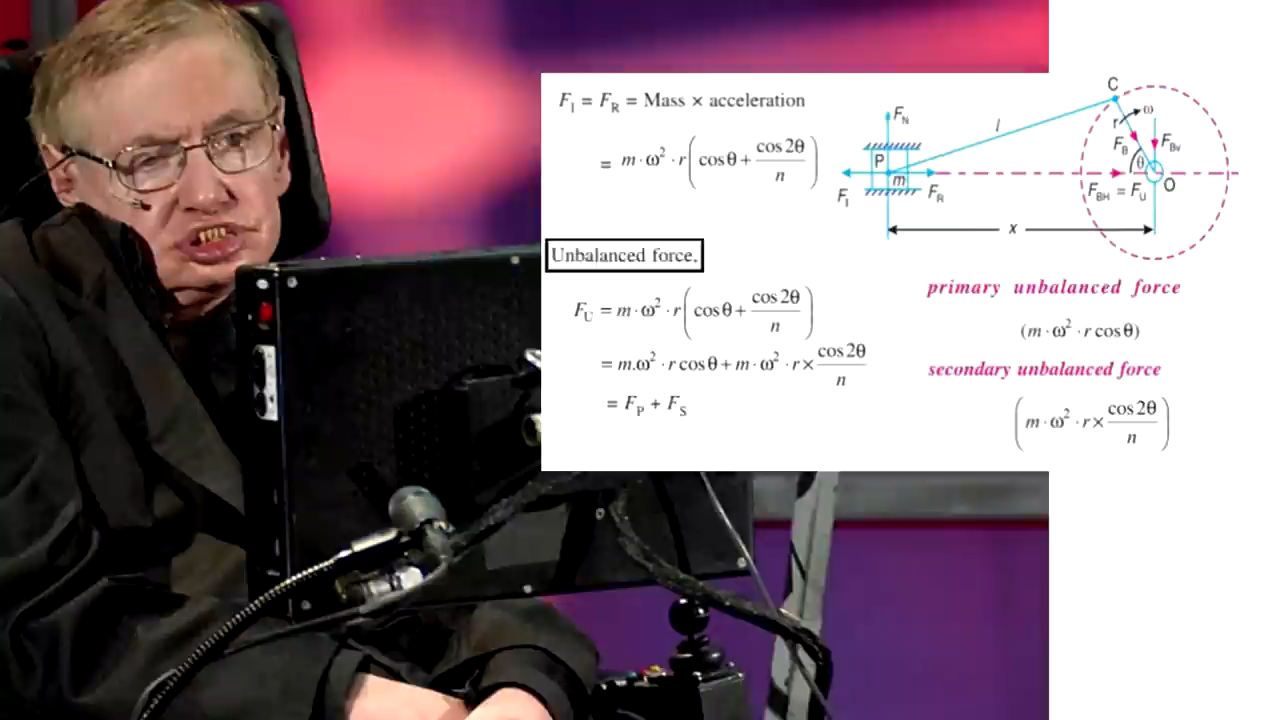 F_I = F_R = Mass × acceleration
= m · ω² · r ( cos θ + cos 2θ / n )
Unbalanced force,
F_U = m · ω² · r ( cos θ + cos 2θ / n )
= m.ω² · r cos θ + m · ω² · r × cos 2θ / n
= F_P + F_S
C
ω
r
l
F_N
F_B
F_BV
θ
P
m
O
F_I
F_R
F_BH = F_U
x
primary unbalanced force
(m · ω² · r cos θ)
secondary unbalanced force
( m · ω² · r × cos 2θ / n )